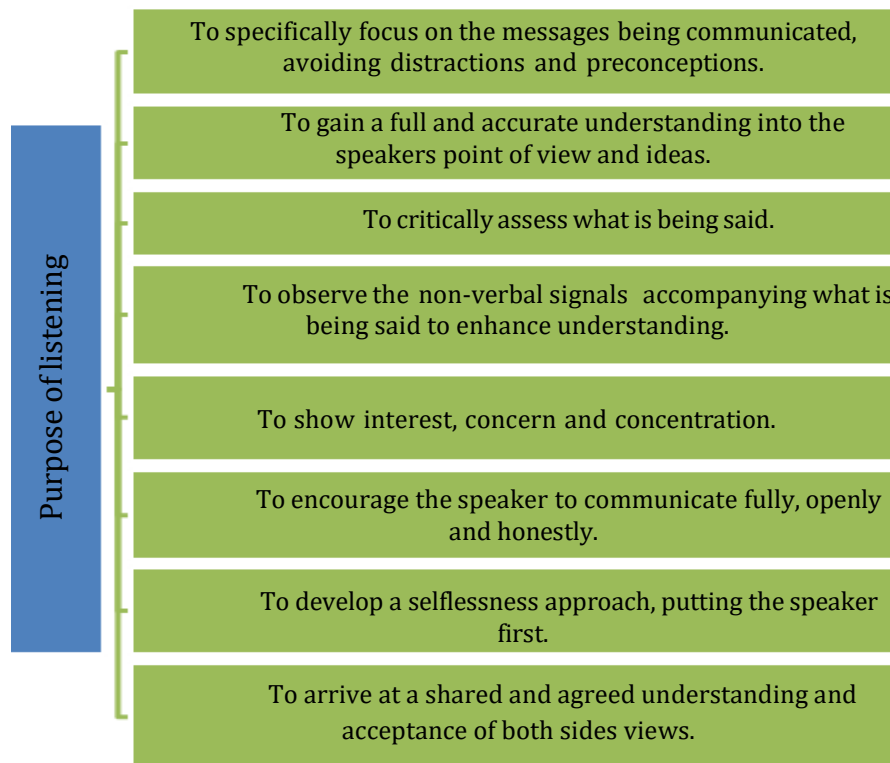 Purpose of listening
To specifically focus on the messages being communicated,
avoiding distractions and preconceptions.
To gain a full and accurate understanding into the
speakers point of view and ideas.
To critically assess what is being said.
To observe the non-verbal signals accompanying what is
being said to enhance understanding.
To show interest, concern and concentration.
To encourage the speaker to communicate fully, openly
and honestly.
To develop a selflessness approach, putting the speaker
first.
To arrive at a shared and agreed understanding and
acceptance of both sides views.